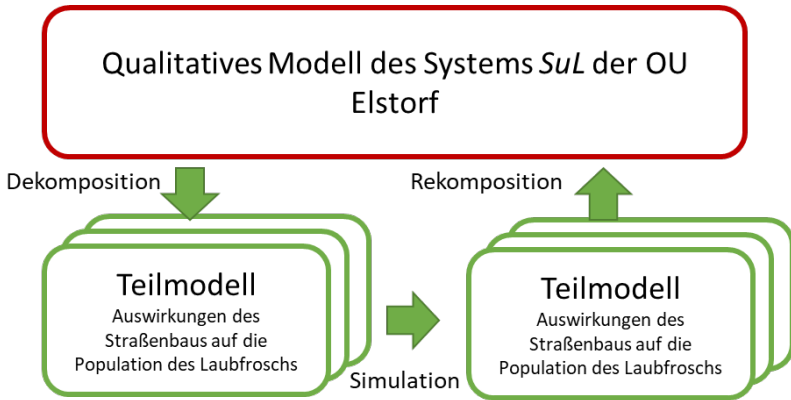 Qualitatives Modell des Systems SuL der OU
Elstorf
Dekomposition
Rekomposition
Teilmodell
Auswirkungen des
Straßenbaus auf die
Population des Laubfroschs
Simulation
Teilmodell
Auswirkungen des
Straßenbaus auf die
Population des Laubfroschs